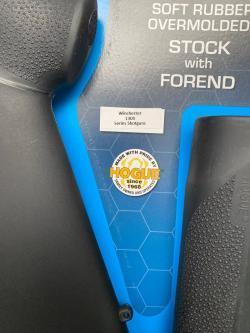 SOFT RUBBER
OVERMOLDED
STOCK
with
FOREND
Winchester
1300
Series Shotguns
MADE WITH PRIDE BY
HOGUE
since
1968